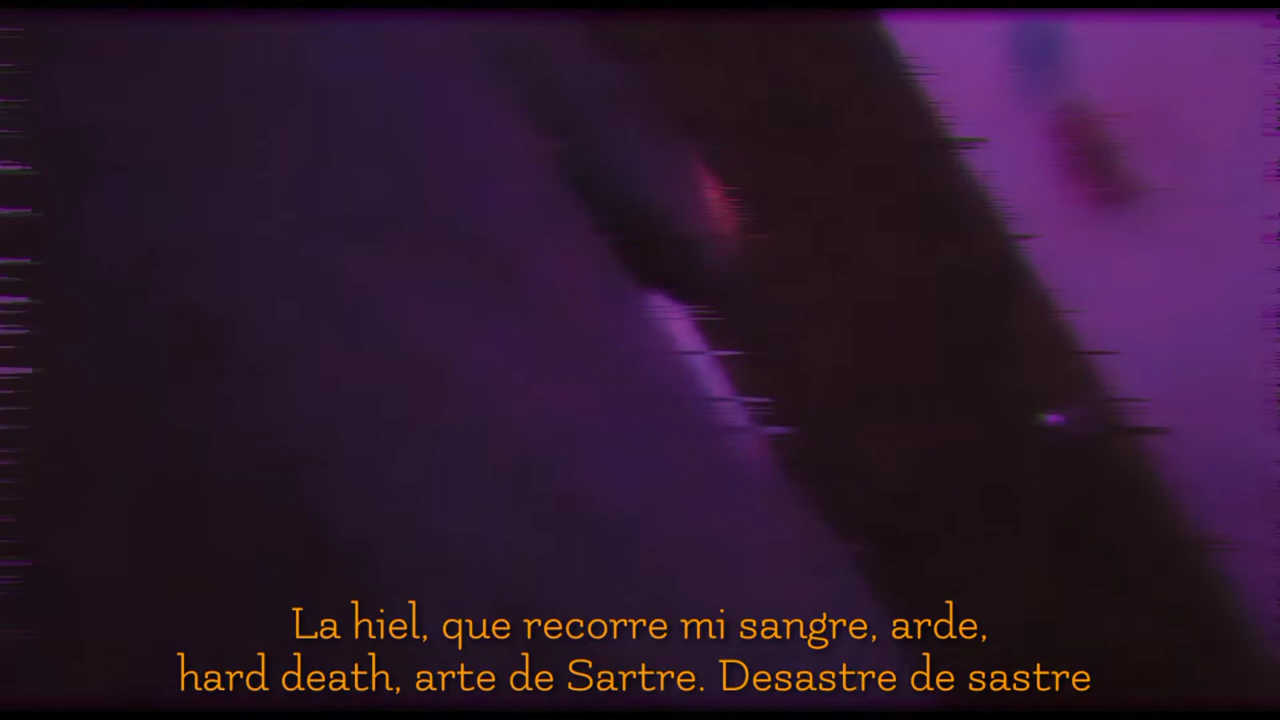 La hiel, que recorre mi sangre, arde,
hard death, arte de Sartre. Desastre de sastre